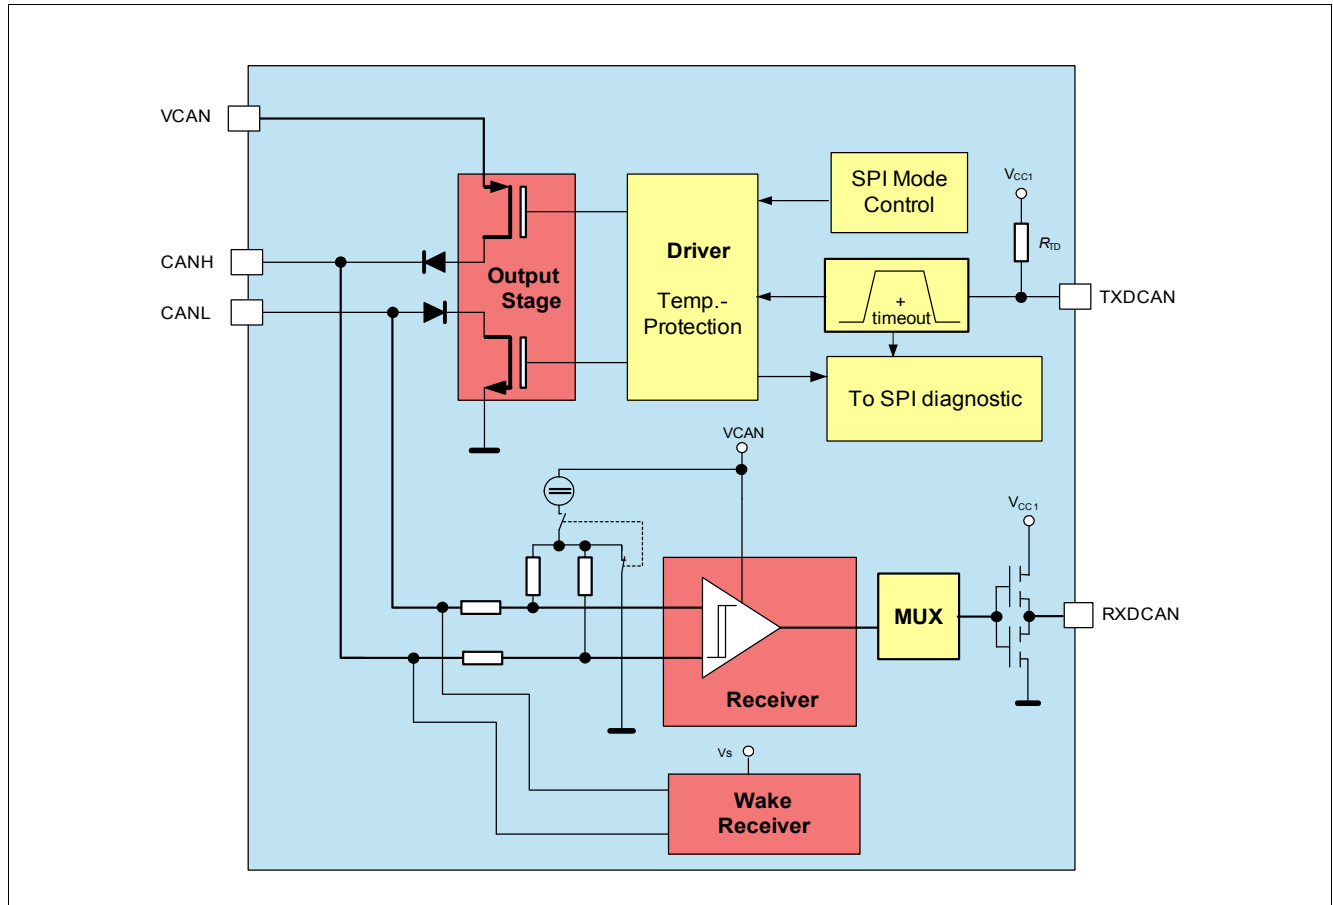 VCAN
CANH
CANL
Output
Stage
Driver
Temp.-
Protection
SPI Mode
Control
+
timeout
To SPI diagnostic
VCC1
RTD
TXDCAN
VCAN
Receiver
MUX
VCC1
RXDCAN
Vs
Wake
Receiver